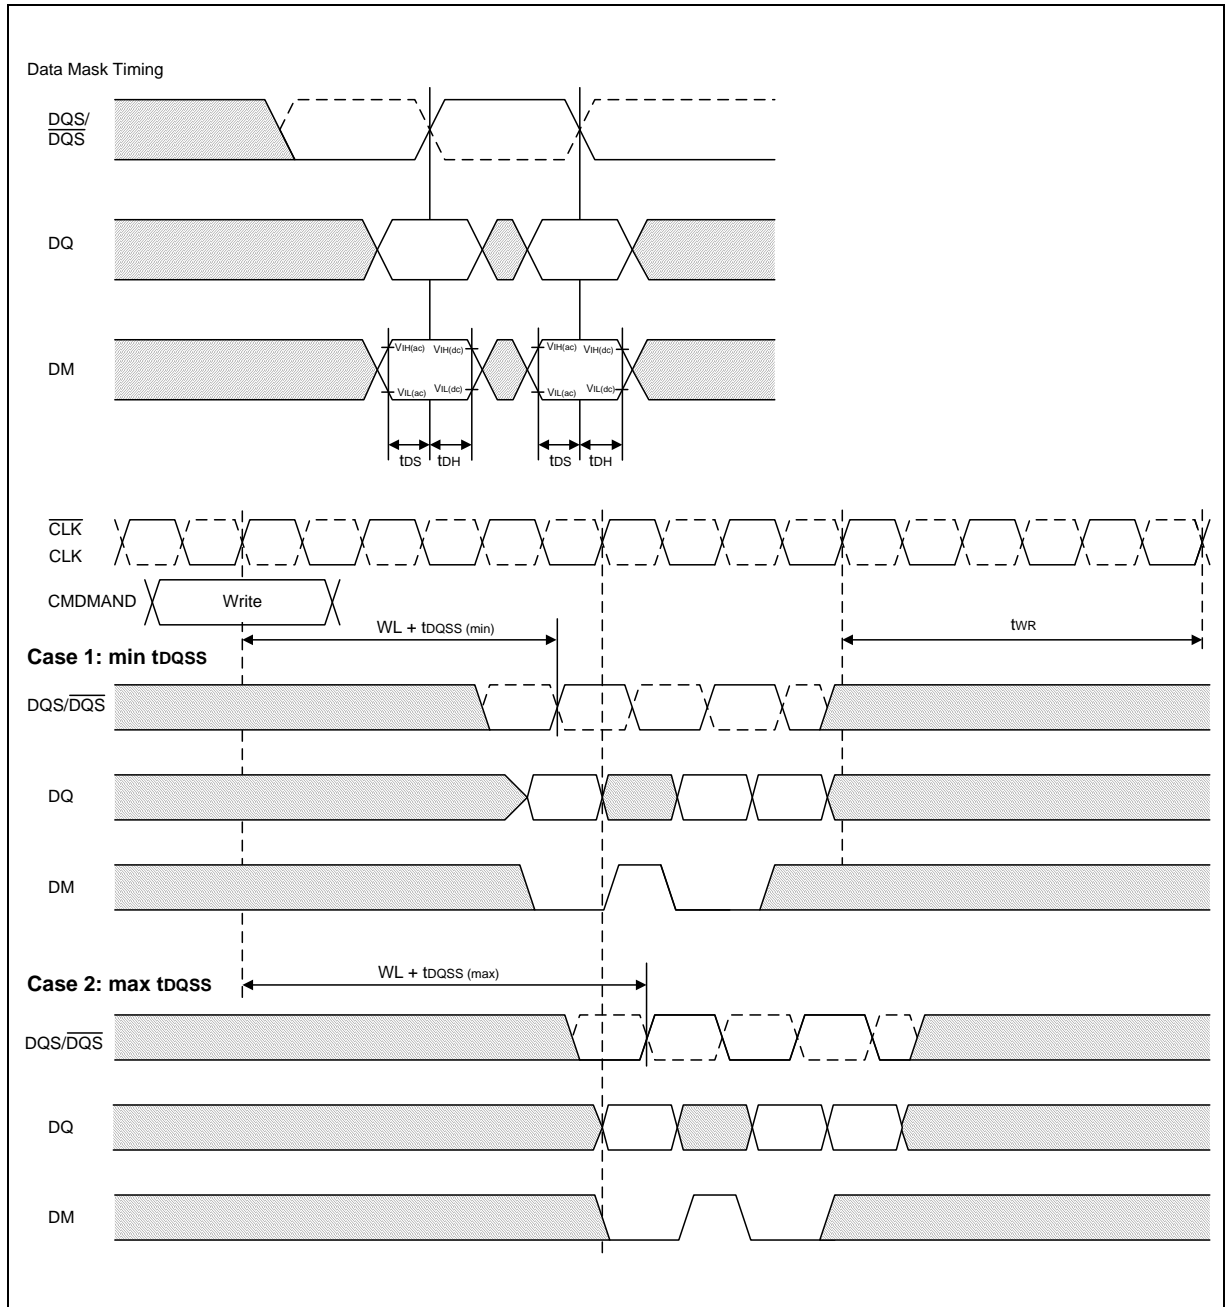 Data Mask Timing
DQS/
DQS
DQ
DM
VIH(ac) VIH(dc) VIH(ac) VIH(dc)
VIL(ac) VIL(dc) VIL(ac) VIL(dc)
tDS tDH tDS tDH
CLK
CLK
CMDMAND Write
WL + tDQSS (min) tWR
Case 1: min tDQSS
DQS/DQS
DQ
DM
Case 2: max tDQSS WL + tDQSS (max)
DQS/DQS
DQ
DM